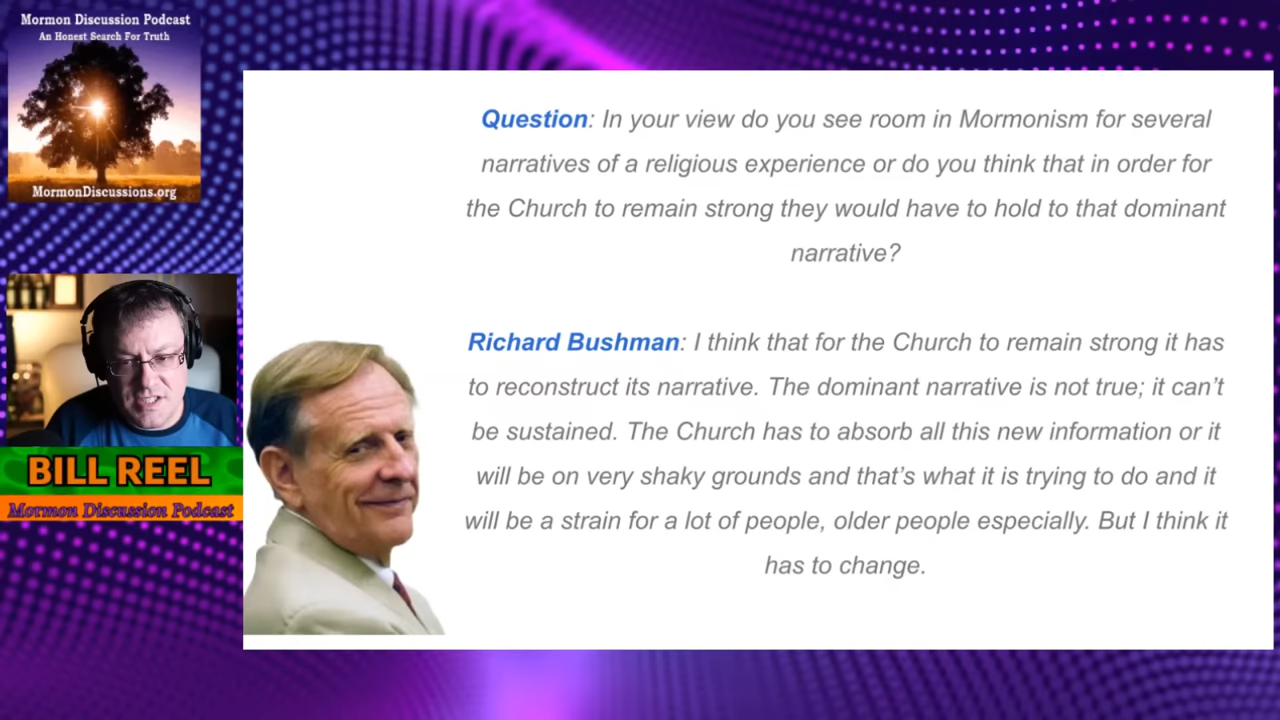 Mormon Discussion Podcast
An Honest Search For Truth
MormonDiscussions.org
BILL REEL
Mormon Discussion Podcast
Question: In your view do you see room in Mormonism for several
narratives of a religious experience or do you think that in order for
the Church to remain strong they would have to hold to that dominant
narrative?
Richard Bushman: I think that for the Church to remain strong it has
to reconstruct its narrative. The dominant narrative is not true; it can’t
be sustained. The Church has to absorb all this new information or it
will be on very shaky grounds and that’s what it is trying to do and it
will be a strain for a lot of people, older people especially. But I think it
has to change.